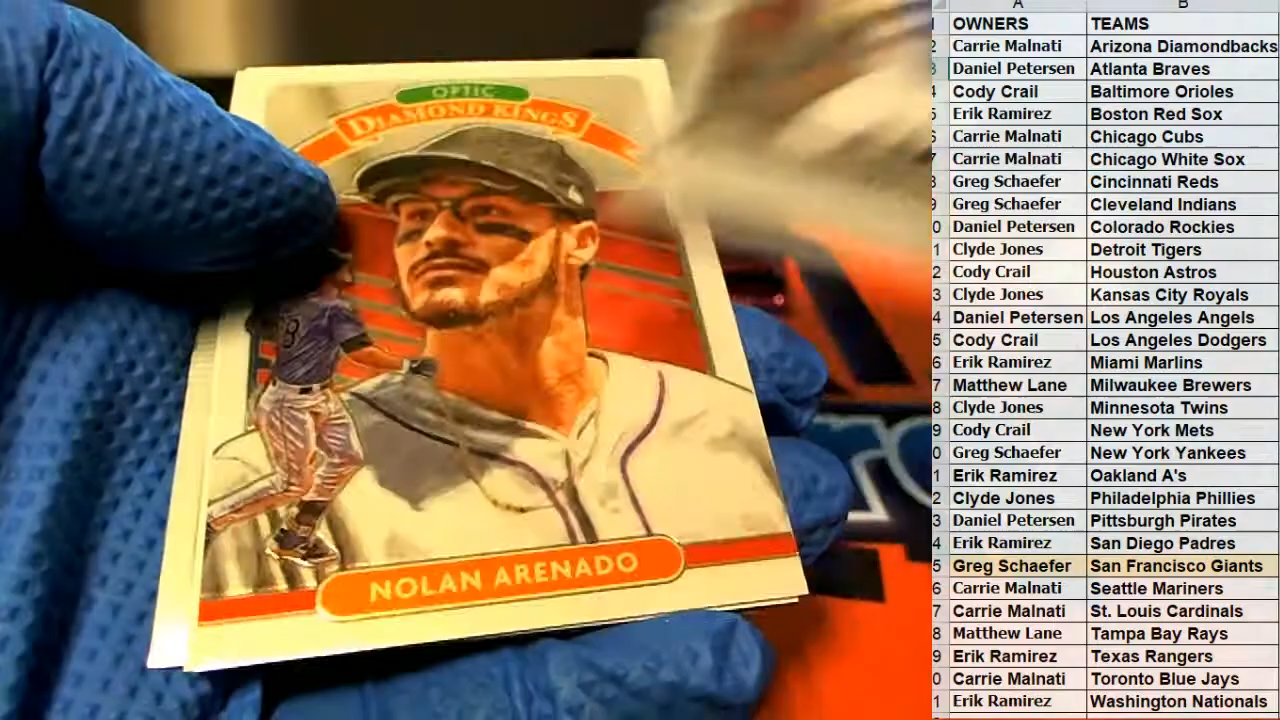 OPTIC
DIAMOND KINGS
NOLAN ARENADO
A B
OWNERS TEAMS
Carrie Malnati Arizona Diamondbacks
Daniel Petersen Atlanta Braves
Cody Crail Baltimore Orioles
Erik Ramirez Boston Red Sox
Carrie Malnati Chicago Cubs
Carrie Malnati Chicago White Sox
Greg Schaefer Cincinnati Reds
Greg Schaefer Cleveland Indians
Daniel Petersen Colorado Rockies
Clyde Jones Detroit Tigers
Cody Crail Houston Astros
Clyde Jones Kansas City Royals
Daniel Petersen Los Angeles Angels
Cody Crail Los Angeles Dodgers
Erik Ramirez Miami Marlins
Matthew Lane Milwaukee Brewers
Clyde Jones Minnesota Twins
Cody Crail New York Mets
Greg Schaefer New York Yankees
Erik Ramirez Oakland A's
Clyde Jones Philadelphia Phillies
Daniel Petersen Pittsburgh Pirates
Erik Ramirez San Diego Padres
Greg Schaefer San Francisco Giants
Carrie Malnati Seattle Mariners
Carrie Malnati St. Louis Cardinals
Matthew Lane Tampa Bay Rays
Erik Ramirez Texas Rangers
Carrie Malnati Toronto Blue Jays
Erik Ramirez Washington Nationals